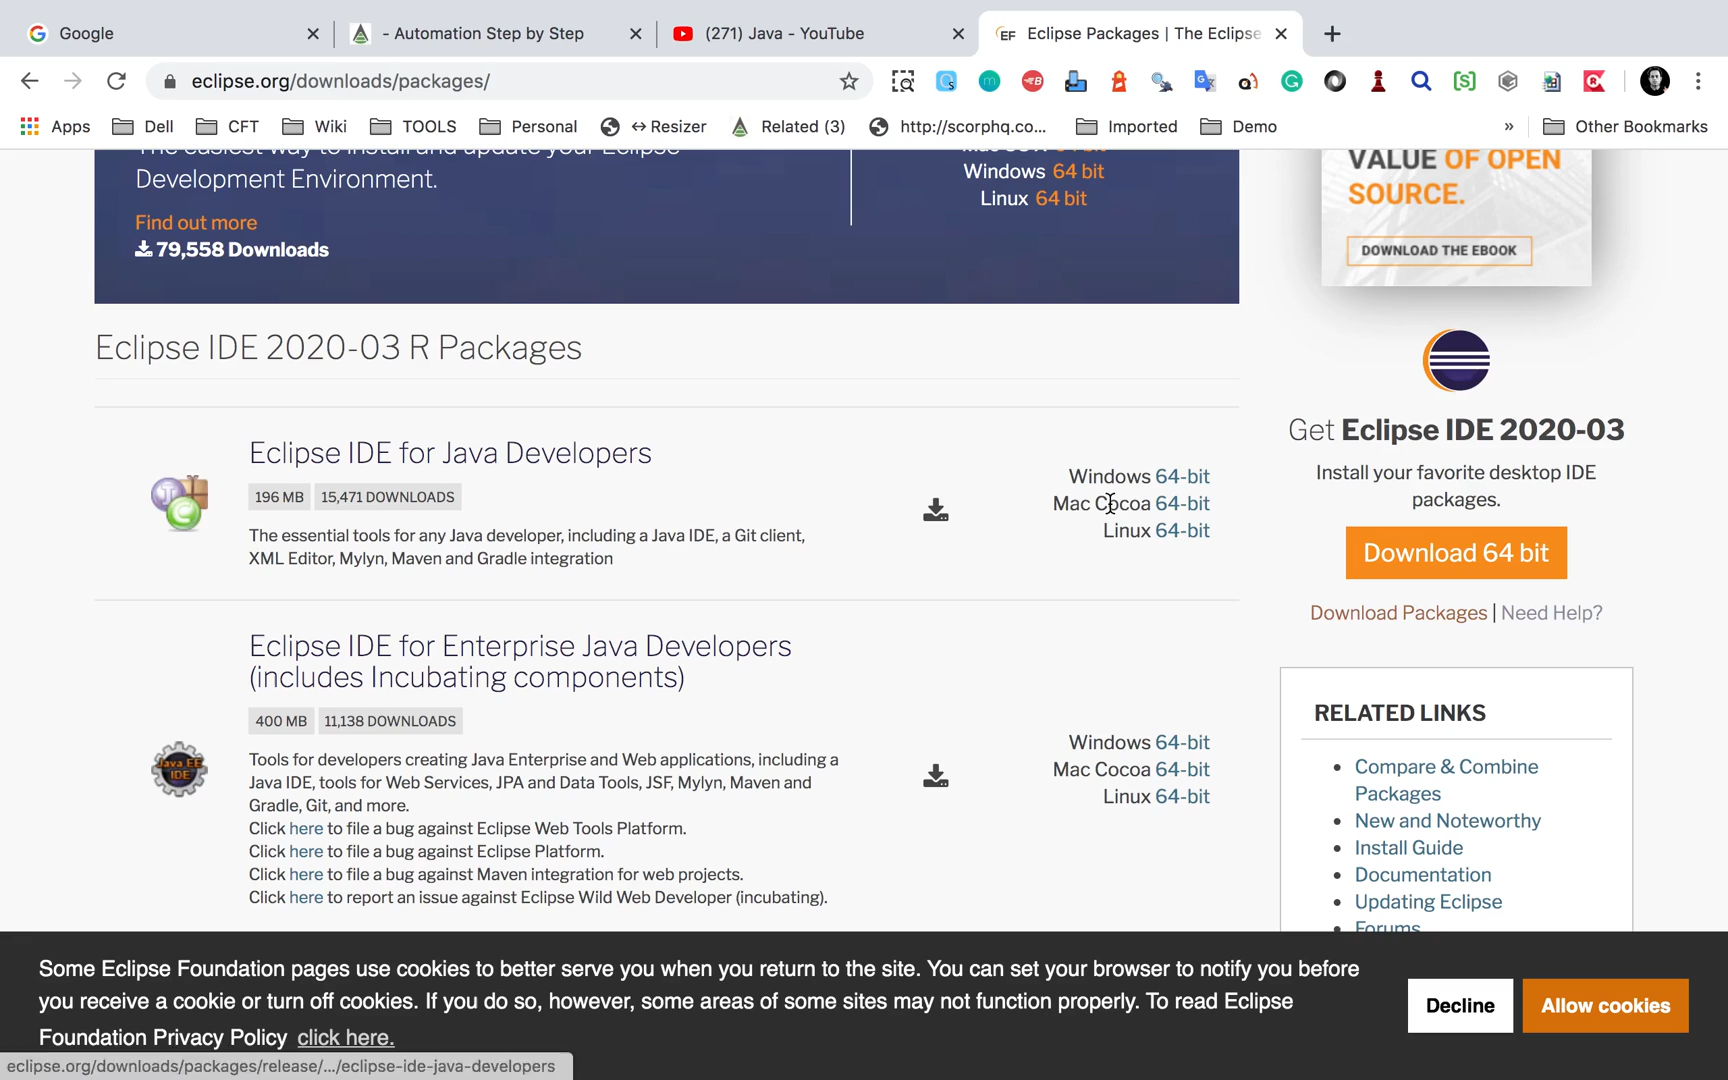 Google
- Automation Step by Step
(271) Java - YouTube
EF
Eclipse Packages | The Eclipse
eclipse.org/downloads/packages/
Apps
Dell
CFT
Wiki
TOOLS
Personal
↔Resizer
Related (3)
http://scorphq.co...
Imported
Demo
»
Other Bookmarks
Development Environment.
Find out more
79,558 Downloads
Windows 64 bit
Linux 64 bit
VALUE OF OPEN
SOURCE.
DOWNLOAD THE EBOOK
Eclipse IDE 2020-03 R Packages
Eclipse IDE for Java Developers
196 MB 15,471 DOWNLOADS
The essential tools for any Java developer, including a Java IDE, a Git client,
XML Editor, Mylyn, Maven and Gradle integration
Windows 64-bit
Mac Cocoa 64-bit
Linux 64-bit
Eclipse IDE for Enterprise Java Developers
(includes Incubating components)
400 MB 11,138 DOWNLOADS
Java EE
IDE
Tools for developers creating Java Enterprise and Web applications, including a
Java IDE, tools for Web Services, JPA and Data Tools, JSF, Mylyn, Maven and
Gradle, Git, and more.
Click here to file a bug against Eclipse Web Tools Platform.
Click here to file a bug against Eclipse Platform.
Click here to file a bug against Maven integration for web projects.
Click here to report an issue against Eclipse Wild Web Developer (incubating).
Windows 64-bit
Mac Cocoa 64-bit
Linux 64-bit
Get Eclipse IDE 2020-03
Install your favorite desktop IDE
packages.
Download 64 bit
Download Packages | Need Help?
RELATED LINKS
• Compare & Combine
Packages
• New and Noteworthy
• Install Guide
• Documentation
• Updating Eclipse
• Forums
Some Eclipse Foundation pages use cookies to better serve you when you return to the site. You can set your browser to notify you before
you receive a cookie or turn off cookies. If you do so, however, some areas of some sites may not function properly. To read Eclipse
Foundation Privacy Policy click here.
Decline
Allow cookies
eclipse.org/downloads/packages/release/.../eclipse-ide-java-developers